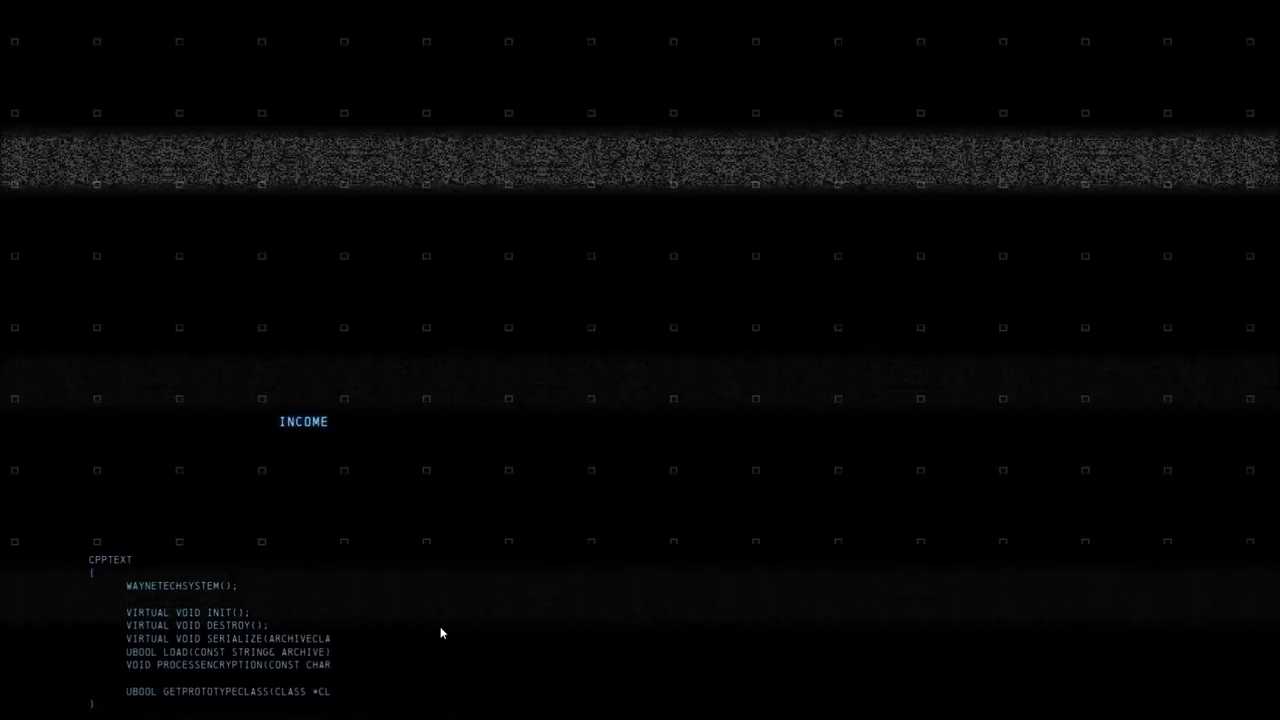 INCOME
CPPTEXT
{
WAYNETECHSYSTEM();
VIRTUAL VOID INIT();
VIRTUAL VOID DESTROY();
VIRTUAL VOID SERIALIZE(ARCHIVECLA
UBOOL LOAD(CONST STRING& ARCHIVE)
VOID PROCESSENCRYPTION(CONST CHAR
UBOOL GETPROTOTYPECLASS(CLASS *CL
}